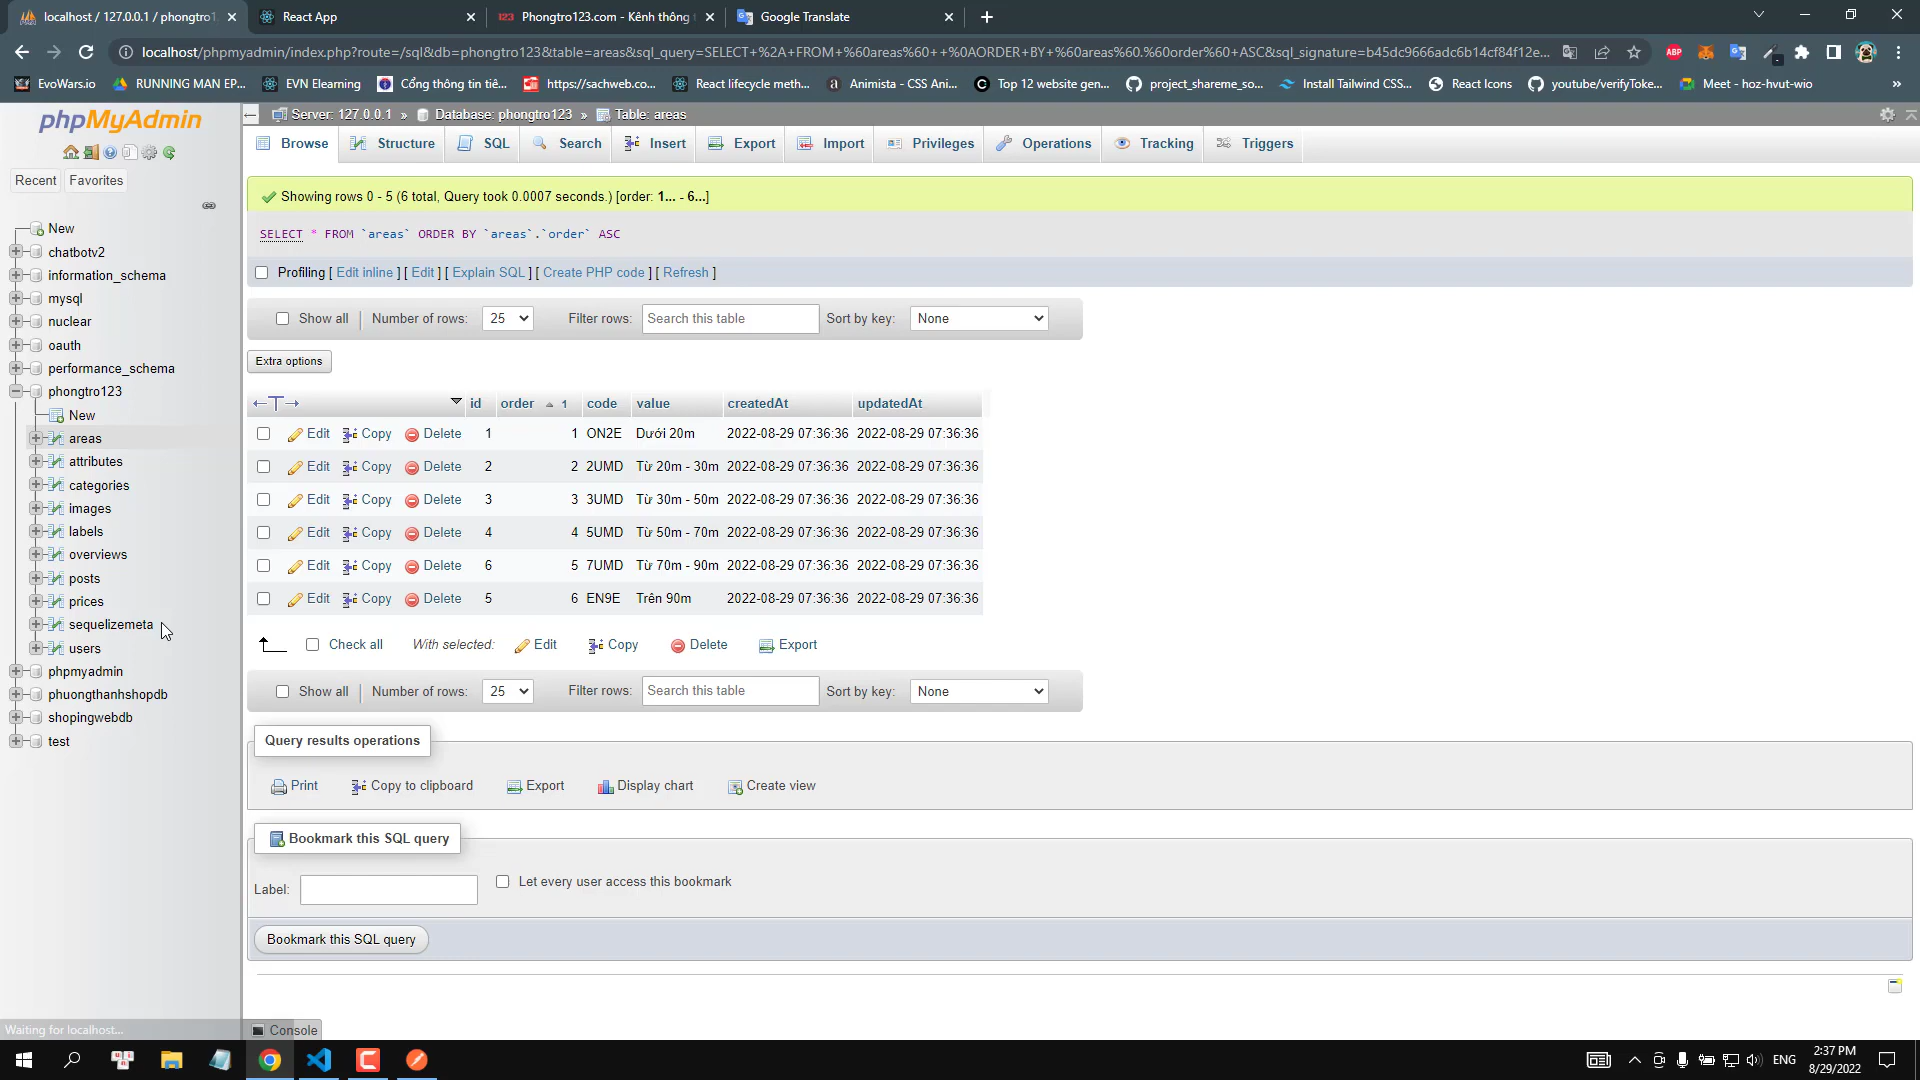 localhost / 127.0.0.1 / phongtro1
React App
Phongtro123.com - Kênh thông
Google Translate
localhost/phpmyadmin/index.php?route=/sql&db=phongtro123&table=areas&sql_query=SELECT+%2A+FROM+%60areas%60++%0AORDER+BY+%60areas%60.%60order%60+ASC&sql_signature=b45dc9666adc6b14cf84f12e...
EvoWars.io
RUNNING MAN EP...
EVN Elearning
Cổng thông tin tiê...
https://sachweb.co...
React lifecycle meth...
Animista - CSS Ani...
Top 12 website gen...
project_shareme_so...
Install Tailwind CSS...
React Icons
youtube/verifyToke...
Meet - hoz-hvut-wio
»
phpMyAdmin
Recent Favorites
New
chatbotv2
information_schema
mysql
nuclear
oauth
performance_schema
phongtro123
New
areas
attributes
categories
images
labels
overviews
posts
prices
sequelizemeta
users
phpmyadmin
phuongthanhshopdb
shopingwebdb
test
Waiting for localhost...
Server: 127.0.0.1 » Database: phongtro123 » Table: areas
Browse Structure SQL Search Insert Export Import Privileges Operations Tracking Triggers
Showing rows 0 - 5 (6 total, Query took 0.0007 seconds.) [order: 1... - 6...]
SELECT * FROM `areas` ORDER BY `areas`.`order` ASC
Profiling [ Edit inline ] [ Edit ] [ Explain SQL ] [ Create PHP code ] [ Refresh ]
Show all Number of rows: 25 Filter rows: Search this table Sort by key: None
Extra options
id order 1 code value createdAt updatedAt
Edit Copy Delete 1 1 ON2E Dưới 20m 2022-08-29 07:36:36 2022-08-29 07:36:36
Edit Copy Delete 2 2 2UMD Từ 20m - 30m 2022-08-29 07:36:36 2022-08-29 07:36:36
Edit Copy Delete 3 3 3UMD Từ 30m - 50m 2022-08-29 07:36:36 2022-08-29 07:36:36
Edit Copy Delete 4 4 5UMD Từ 50m - 70m 2022-08-29 07:36:36 2022-08-29 07:36:36
Edit Copy Delete 6 5 7UMD Từ 70m - 90m 2022-08-29 07:36:36 2022-08-29 07:36:36
Edit Copy Delete 5 6 EN9E Trên 90m 2022-08-29 07:36:36 2022-08-29 07:36:36
Check all With selected: Edit Copy Delete Export
Show all Number of rows: 25 Filter rows: Search this table Sort by key: None
Query results operations
Print Copy to clipboard Export Display chart Create view
Bookmark this SQL query
Label: Let every user access this bookmark
Bookmark this SQL query
Console
ENG
2:37 PM
8/29/2022